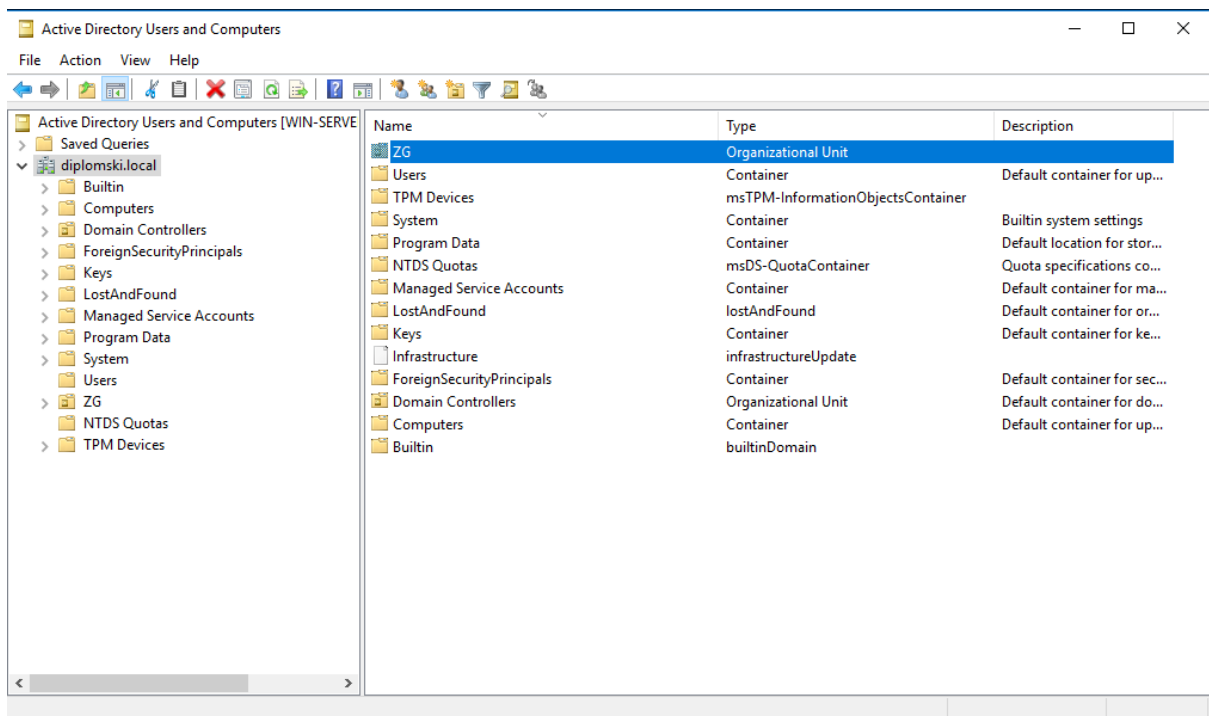 Active Directory Users and Computers
File Action View Help
Active Directory Users and Computers [WIN-SERVE
Saved Queries
diplomski.local
Builtin
Computers
Domain Controllers
ForeignSecurityPrincipals
Keys
LostAndFound
Managed Service Accounts
Program Data
System
Users
ZG
NTDS Quotas
TPM Devices
Name Type Description
ZG Organizational Unit
Users Container Default container for up...
TPM Devices msTPM-InformationObjectsContainer
System Container Builtin system settings
Program Data Container Default location for stor...
NTDS Quotas msDS-QuotaContainer Quota specifications co...
Managed Service Accounts Container Default container for ma...
LostAndFound lostAndFound Default container for or...
Keys Container Default container for ke...
Infrastructure infrastructureUpdate
ForeignSecurityPrincipals Container Default container for sec...
Domain Controllers Organizational Unit Default container for do...
Computers Container Default container for up...
Builtin builtinDomain